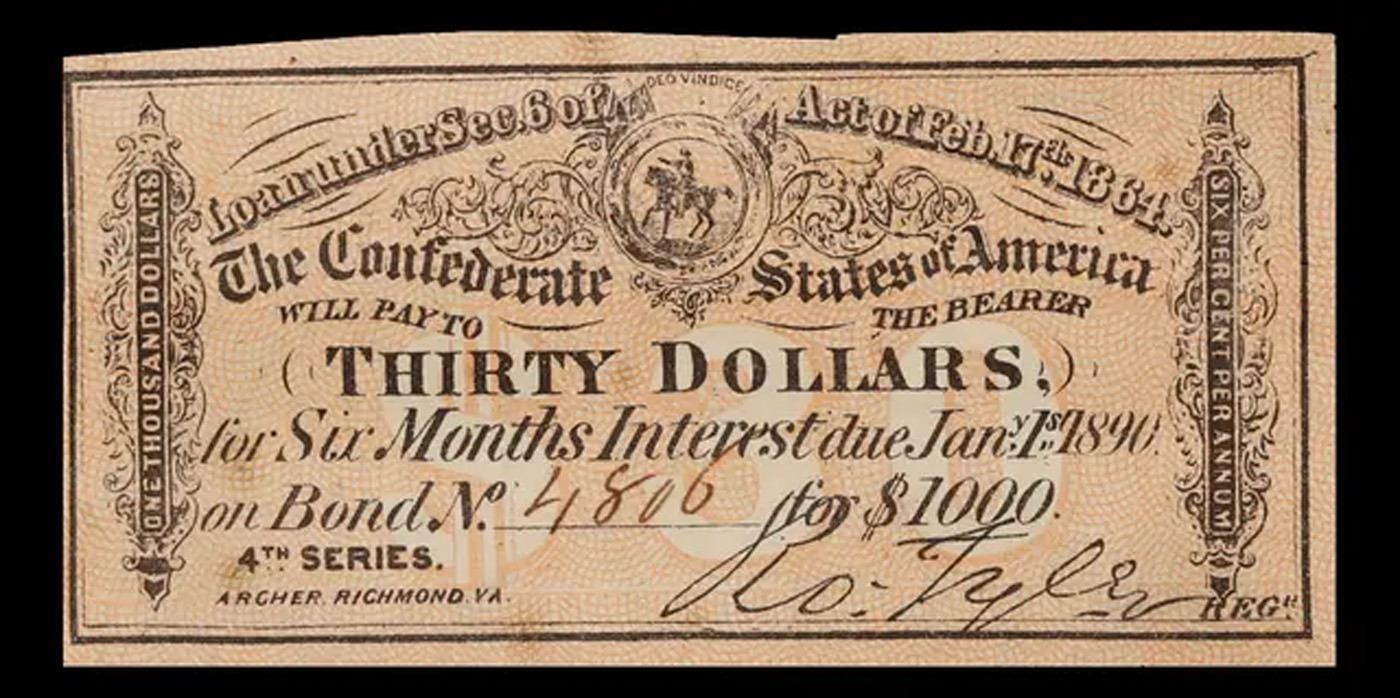 DEO VINDICE
Loan under Sec. 6 of Act of Feb. 17th 1864.
The Confederate States of America
WILL PAY TO THE BEARER
(THIRTY DOLLARS,)
for Six Months Interest due Jany. 1st 1890
on Bond No. 4806 for $1000.
4TH SERIES.
ARCHER, RICHMOND. VA.
Ro: Tyler REGR
ONE THOUSAND DOLLARS
SIX PER CENT PER ANNUM
$30